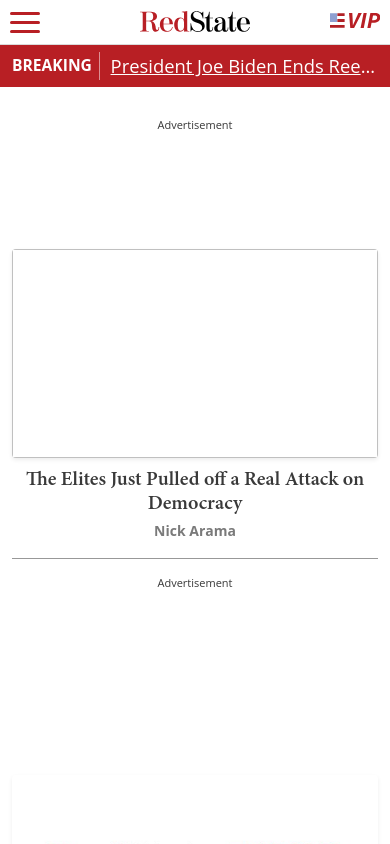 RedState
VIP
BREAKING
President Joe Biden Ends Ree...
Advertisement
The Elites Just Pulled off a Real Attack on
Democracy
Nick Arama
Advertisement